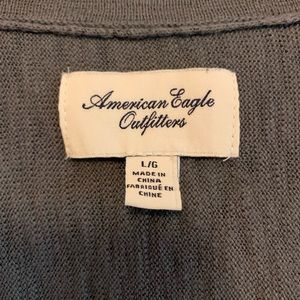 American Eagle
Outfitters
L/G
MADE IN
CHINA
FABRIQUÉ EN
CHINE